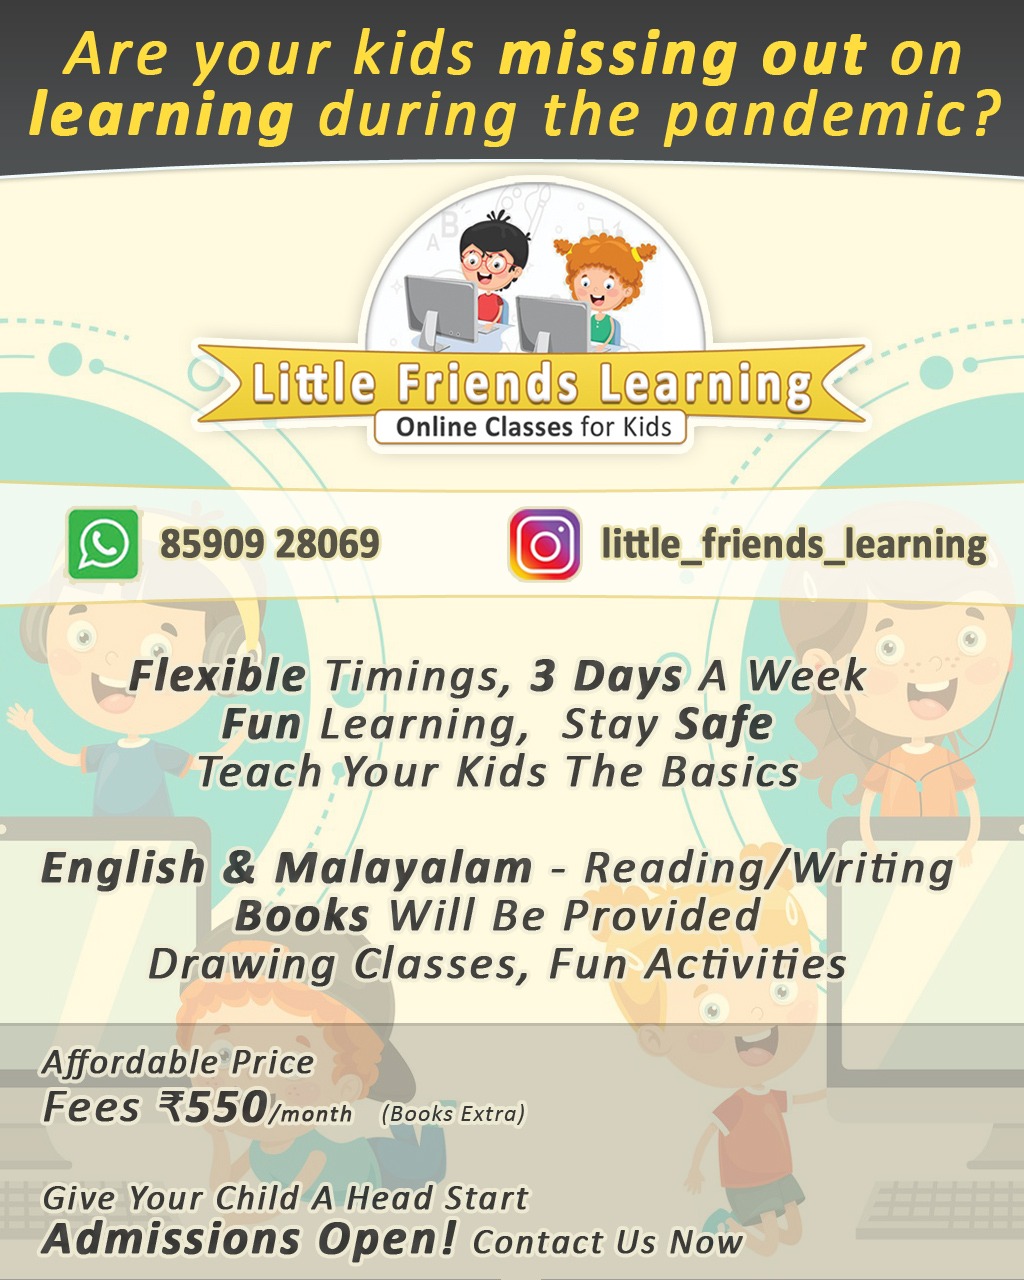 Are your kids missing out on
learning during the pandemic?
A B
Little Friends Learning
Online Classes for Kids
85909 28069
little_friends_learning
Flexible Timings, 3 Days A Week
Fun Learning, Stay Safe
Teach Your Kids The Basics
English & Malayalam - Reading/Writing
Books Will Be Provided
Drawing Classes, Fun Activities
Affordable Price
Fees ₹550/month (Books Extra)
Give Your Child A Head Start
Admissions Open! Contact Us Now